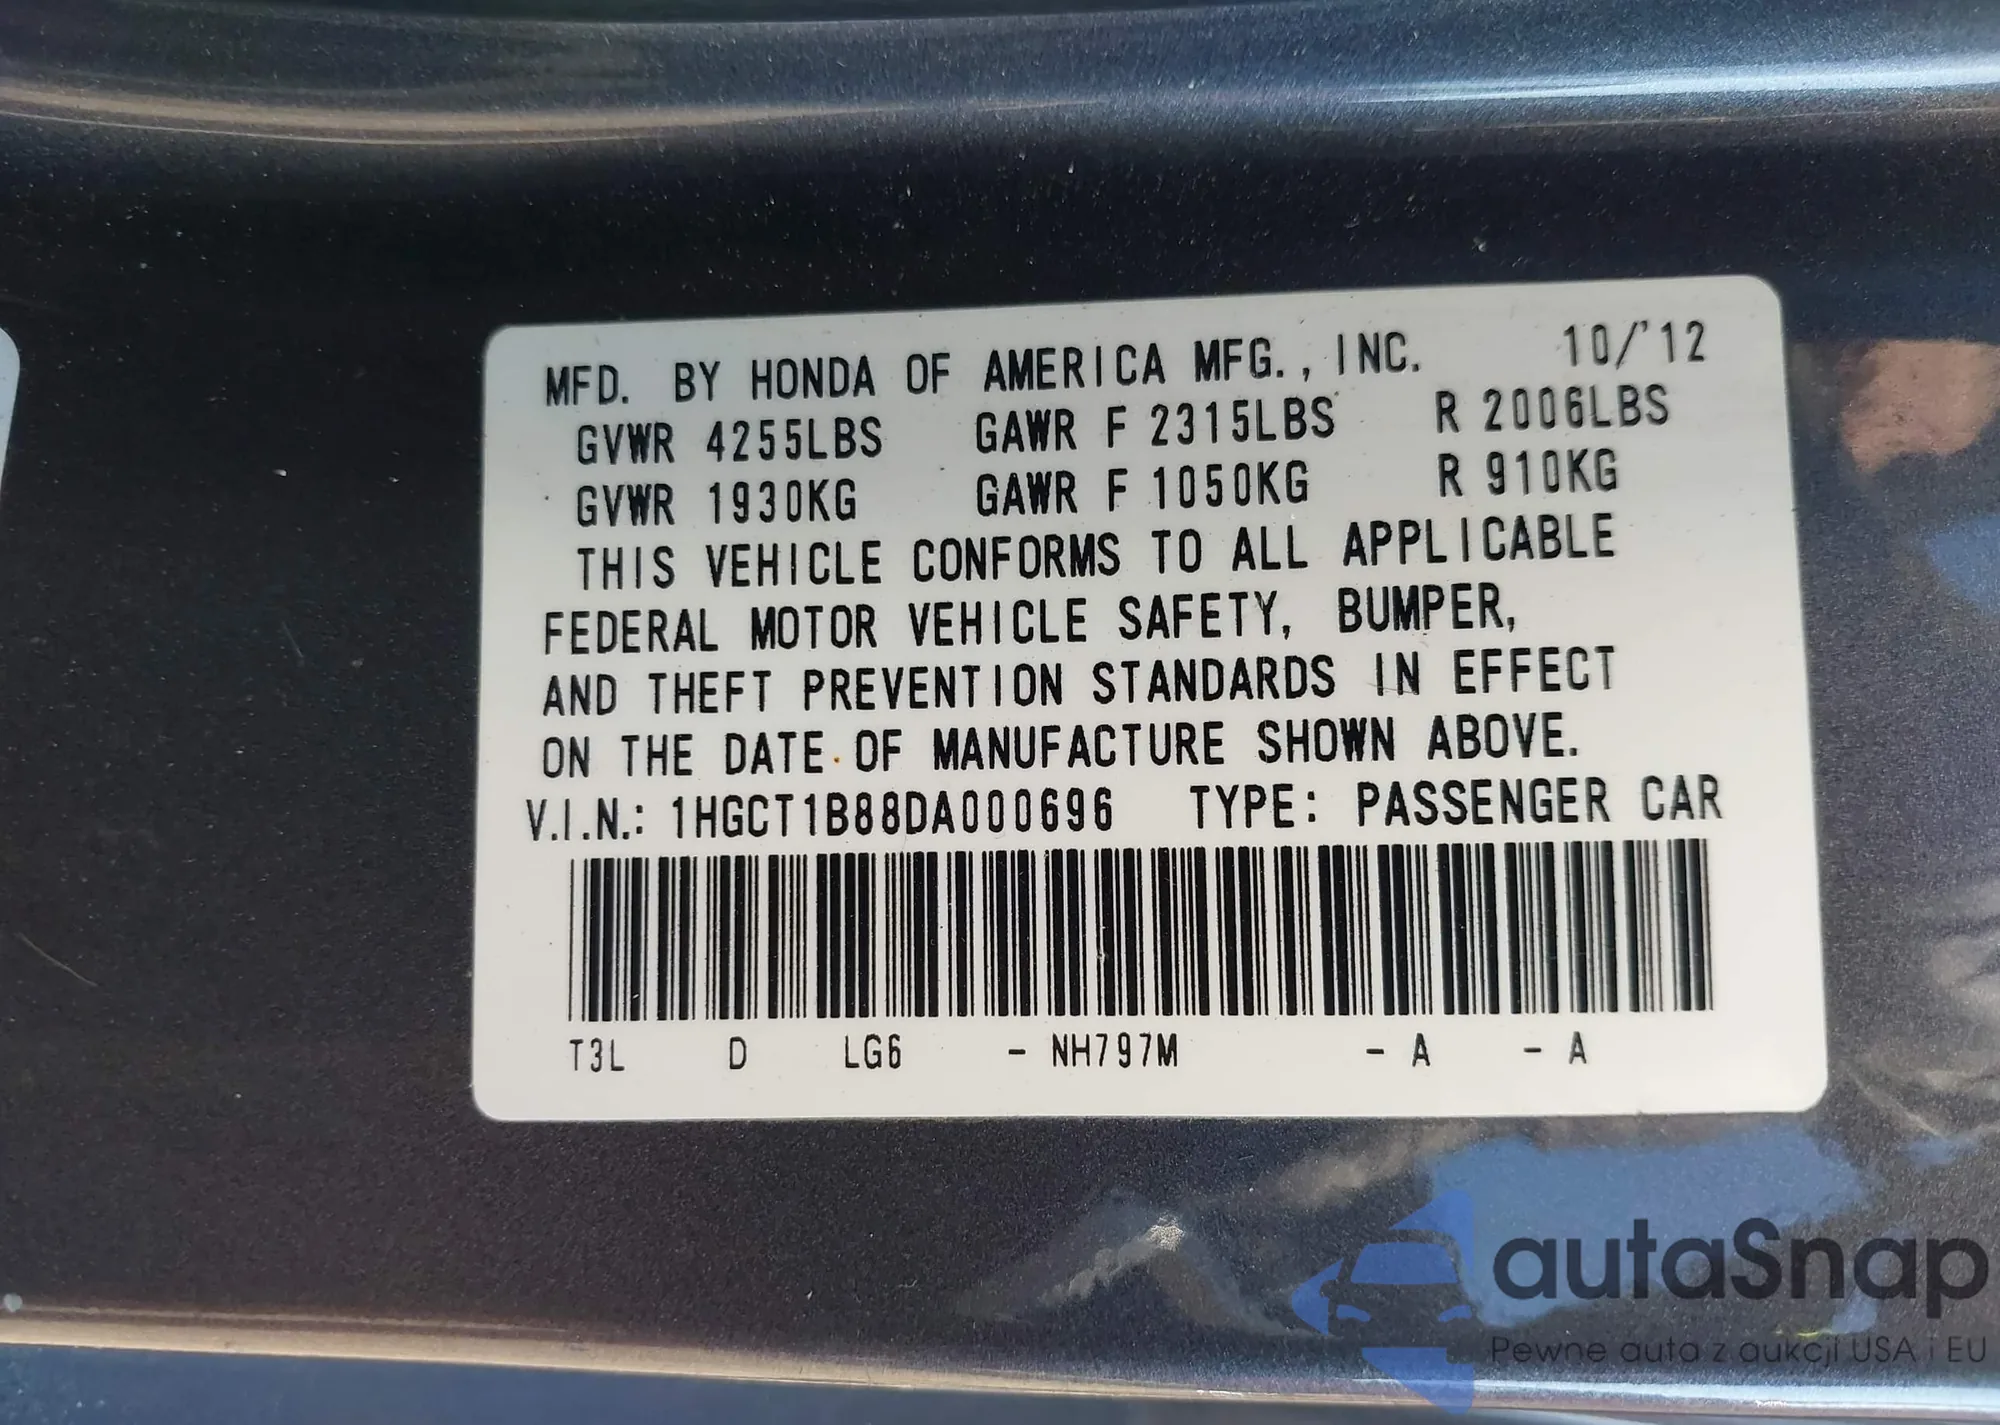 MFD. BY HONDA OF AMERICA MFG., INC. 10/'12
GVWR 4255LBS GAWR F 2315LBS R 2006LBS
GVWR 1930KG GAWR F 1050KG R 910KG
THIS VEHICLE CONFORMS TO ALL APPLICABLE
FEDERAL MOTOR VEHICLE SAFETY, BUMPER,
AND THEFT PREVENTION STANDARDS IN EFFECT
ON THE DATE OF MANUFACTURE SHOWN ABOVE.
V.I.N.: 1HGCT1B88DA000696 TYPE: PASSENGER CAR
T3L D LG6 - NH797M - A - A
autaSnap
Pewne auta z aukcji USA i EU